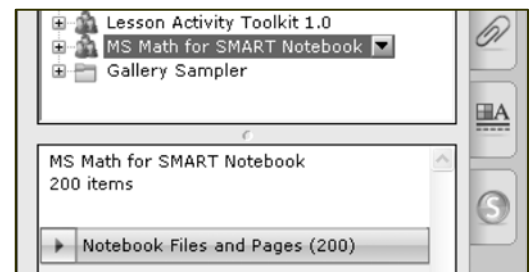 Lesson Activity Toolkit 1.0
MS Math for SMART Notebook
Gallery Sampler
A
MS Math for SMART Notebook
200 items
S
Notebook Files and Pages (200)